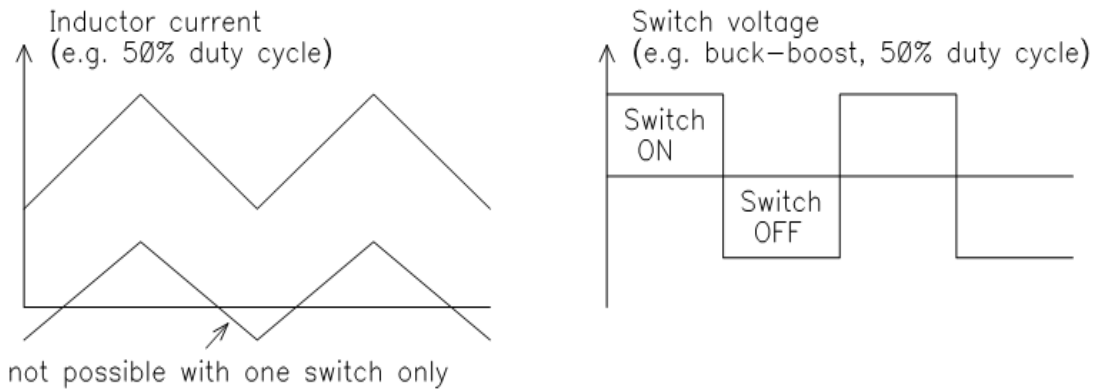 Inductor current
(e.g. 50% duty cycle)
not possible with one switch only
Switch voltage
(e.g. buck-boost, 50% duty cycle)
Switch
ON
Switch
OFF